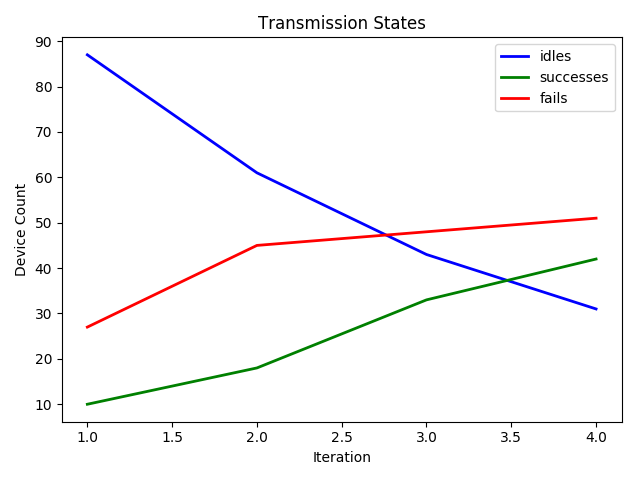 Transmission States
idles
successes
fails
Device Count
90
80
70
60
50
40
30
20
10
1.0 1.5 2.0 2.5 3.0 3.5 4.0
Iteration